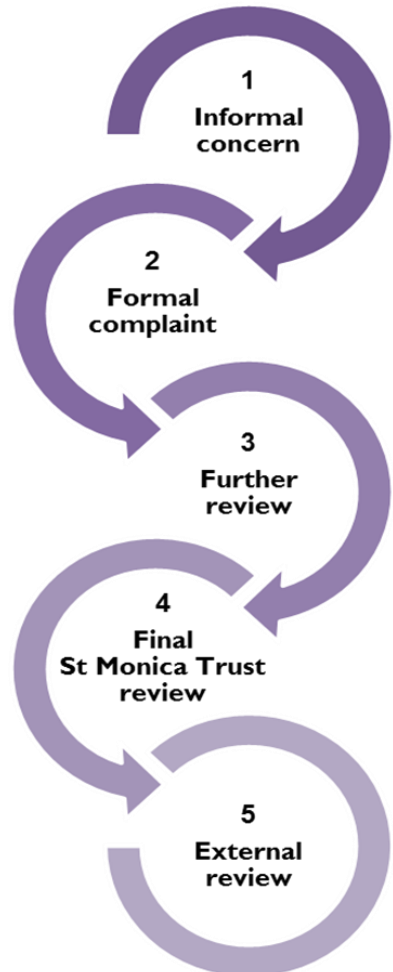 1
Informal
concern
2
Formal
complaint
3
Further
review
4
Final
St Monica Trust
review
5
External
review